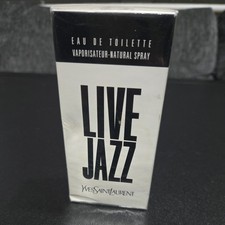 EAU DE TOILETTE
VAPORISATEUR-NATURAL SPRAY
LIVE
JAZZ
YVESSAINTLAURENT